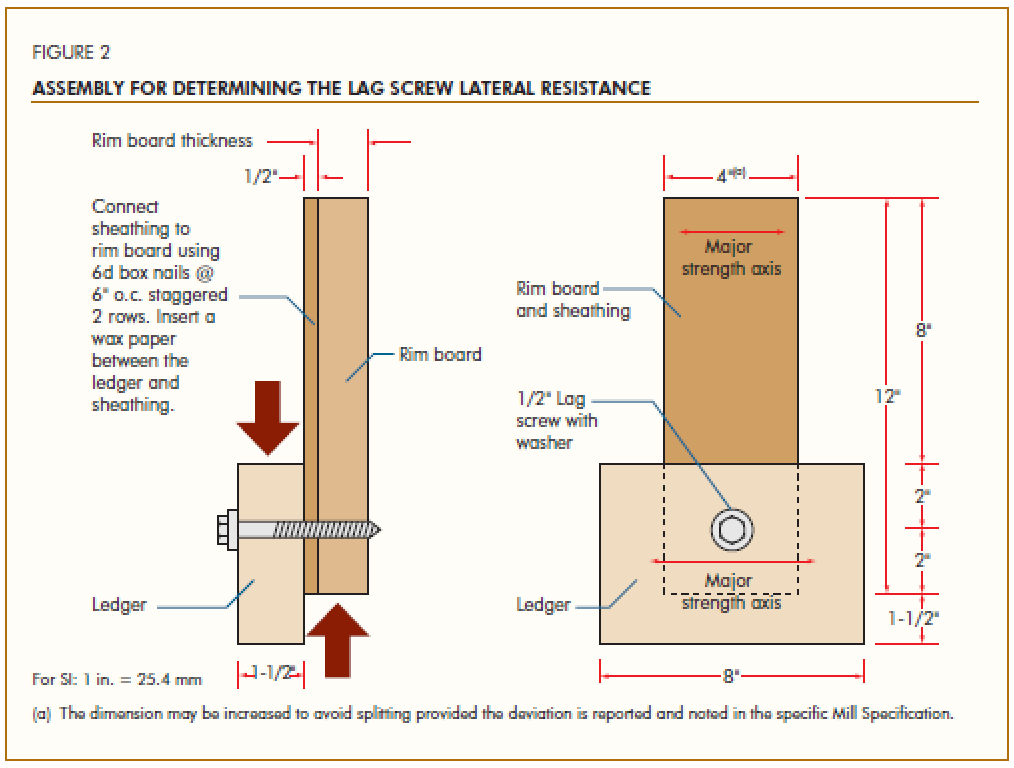 FIGURE 2
ASSEMBLY FOR DETERMINING THE LAG SCREW LATERAL RESISTANCE
Rim board thickness
1/2"
Connect
sheathing to
rim board using
6d box nails @
6" o.c. staggered
2 rows. Insert a
wax paper
between the
ledger and
sheathing.
Rim board
Ledger
1-1/2"
For SI: 1 in. = 25.4 mm
4"(a)
Major
strength axis
Rim board
and sheathing
8"
12"
1/2" Lag
screw with
washer
2"
2"
Major
strength axis
Ledger
1-1/2"
8"
(a) The dimension may be increased to avoid splitting provided the deviation is reported and noted in the specific Mill Specification.